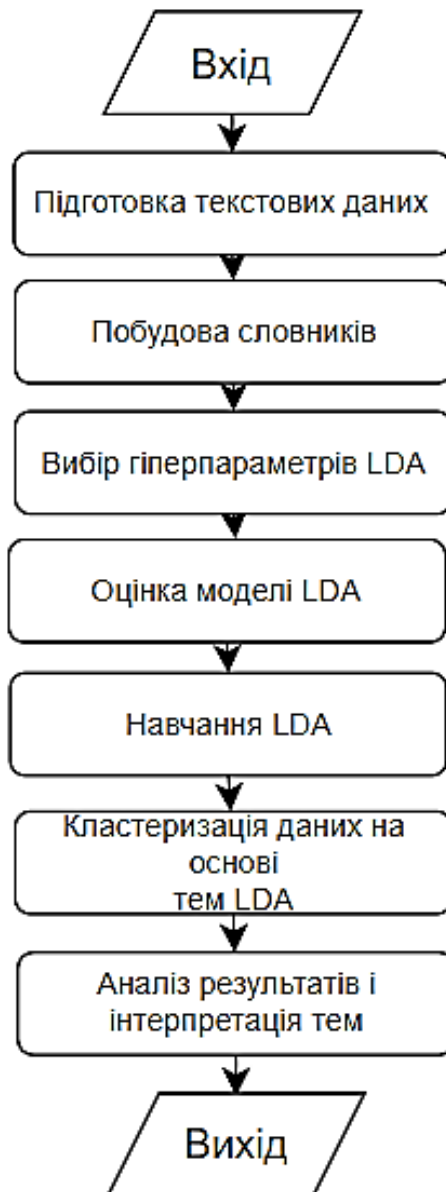 Вхід
Підготовка текстових даних
Побудова словників
Вибір гіперпараметрів LDA
Оцінка моделі LDA
Навчання LDA
Кластеризація даних на
основі
тем LDA
Аналіз результатів і
інтерпретація тем
Вихід